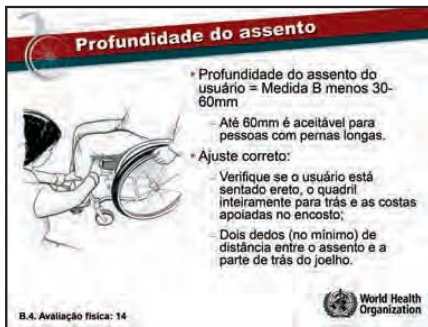 Profundidade do assento
• Profundidade do assento do
usuário = Medida B menos 30-
60mm
– Até 60mm é aceitável para
pessoas com pernas longas.
• Ajuste correto:
– Verifique se o usuário está
sentado ereto, o quadril
inteiramente para trás e as costas
apoiadas no encosto;
– Dois dedos (no mínimo) de
distância entre o assento e a
parte de trás do joelho.
B.4. Avaliação física: 14
World Health
Organization